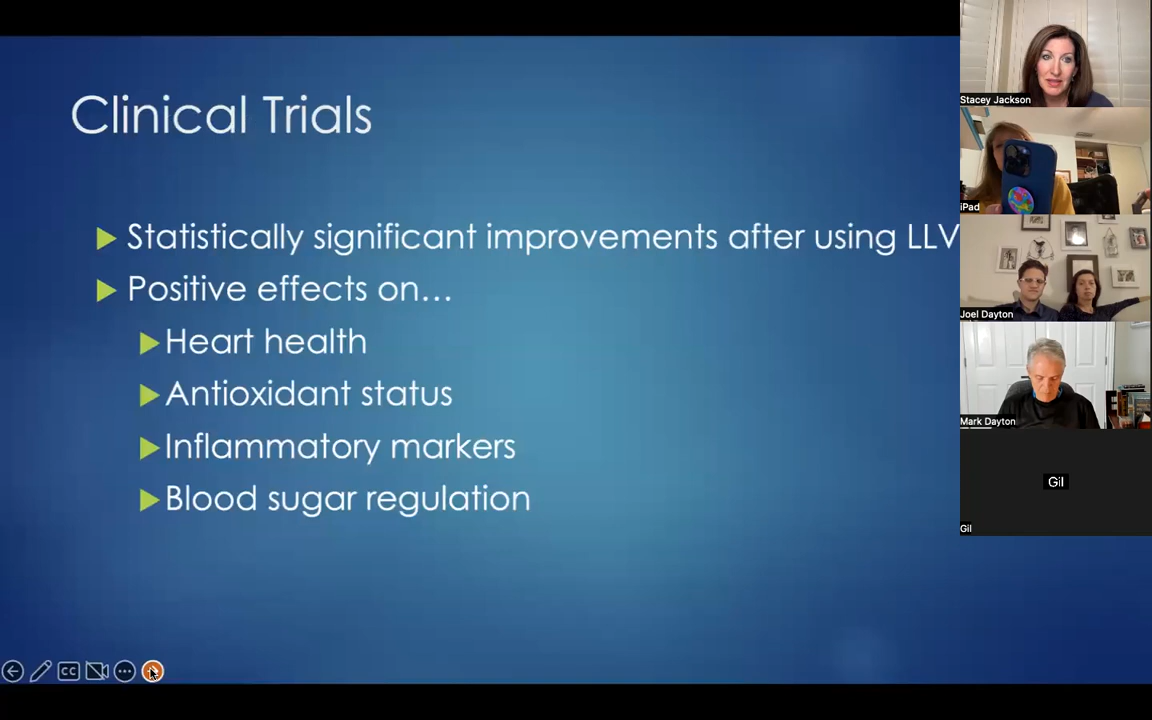 Clinical Trials
Statistically significant improvements after using LLV
Positive effects on…
Heart health
Antioxidant status
Inflammatory markers
Blood sugar regulation
Stacey Jackson
iPad
Joel Dayton
Mark Dayton
Gil
Gil
CC